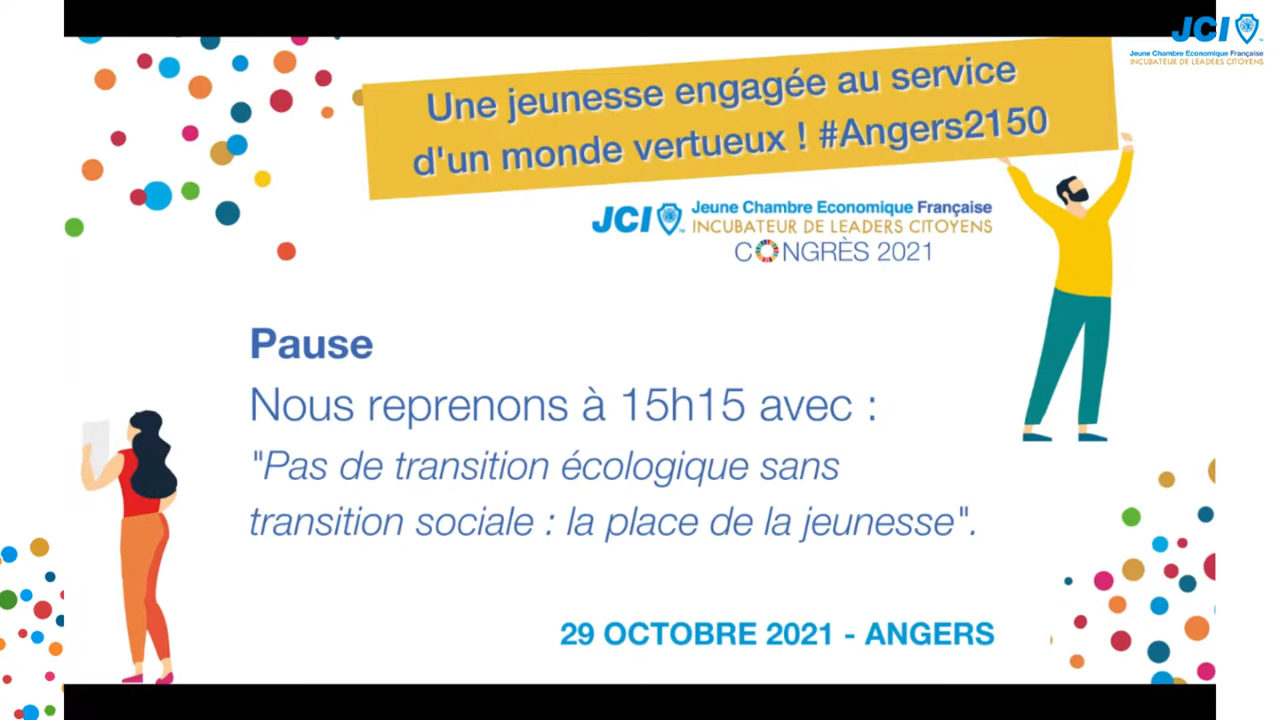 JCI
Jeune Chambre Economique Française
INCUBATEUR DE LEADERS CITOYENS
Une jeunesse engagée au service
d'un monde vertueux ! #Angers2150
JCI
Jeune Chambre Economique Française
INCUBATEUR DE LEADERS CITOYENS
CONGRÈS 2021
Pause
Nous reprenons à 15h15 avec :
"Pas de transition écologique sans
transition sociale : la place de la jeunesse".
29 OCTOBRE 2021 - ANGERS